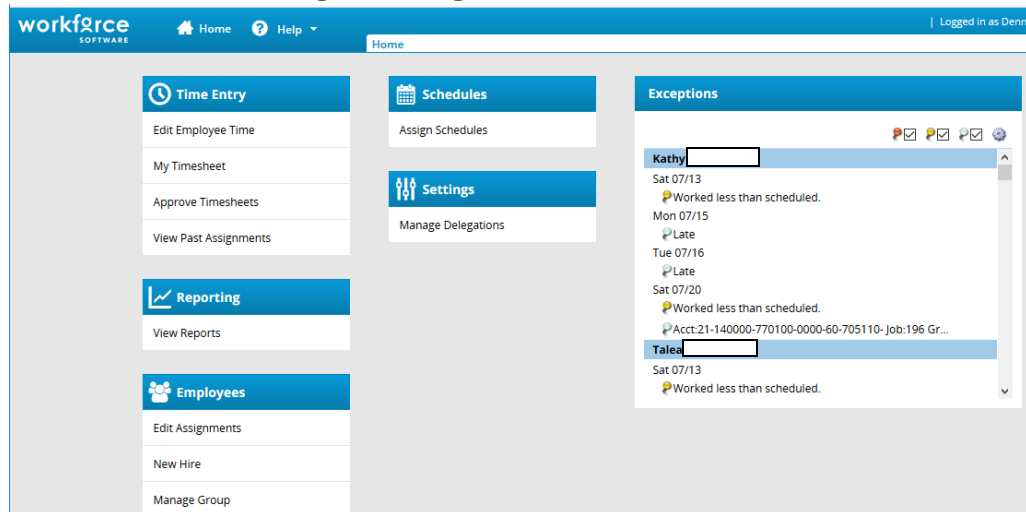 workforce
SOFTWARE
Home
Help
| Logged in as Denn
Home
Time Entry
Edit Employee Time
My Timesheet
Approve Timesheets
View Past Assignments
Reporting
View Reports
Employees
Edit Assignments
New Hire
Manage Group
Schedules
Assign Schedules
Settings
Manage Delegations
Exceptions
Kathy
Sat 07/13
Worked less than scheduled.
Mon 07/15
Late
Tue 07/16
Late
Sat 07/20
Worked less than scheduled.
Acct:21-140000-770100-0000-60-705110- Job:196 Gr...
Talea
Sat 07/13
Worked less than scheduled.